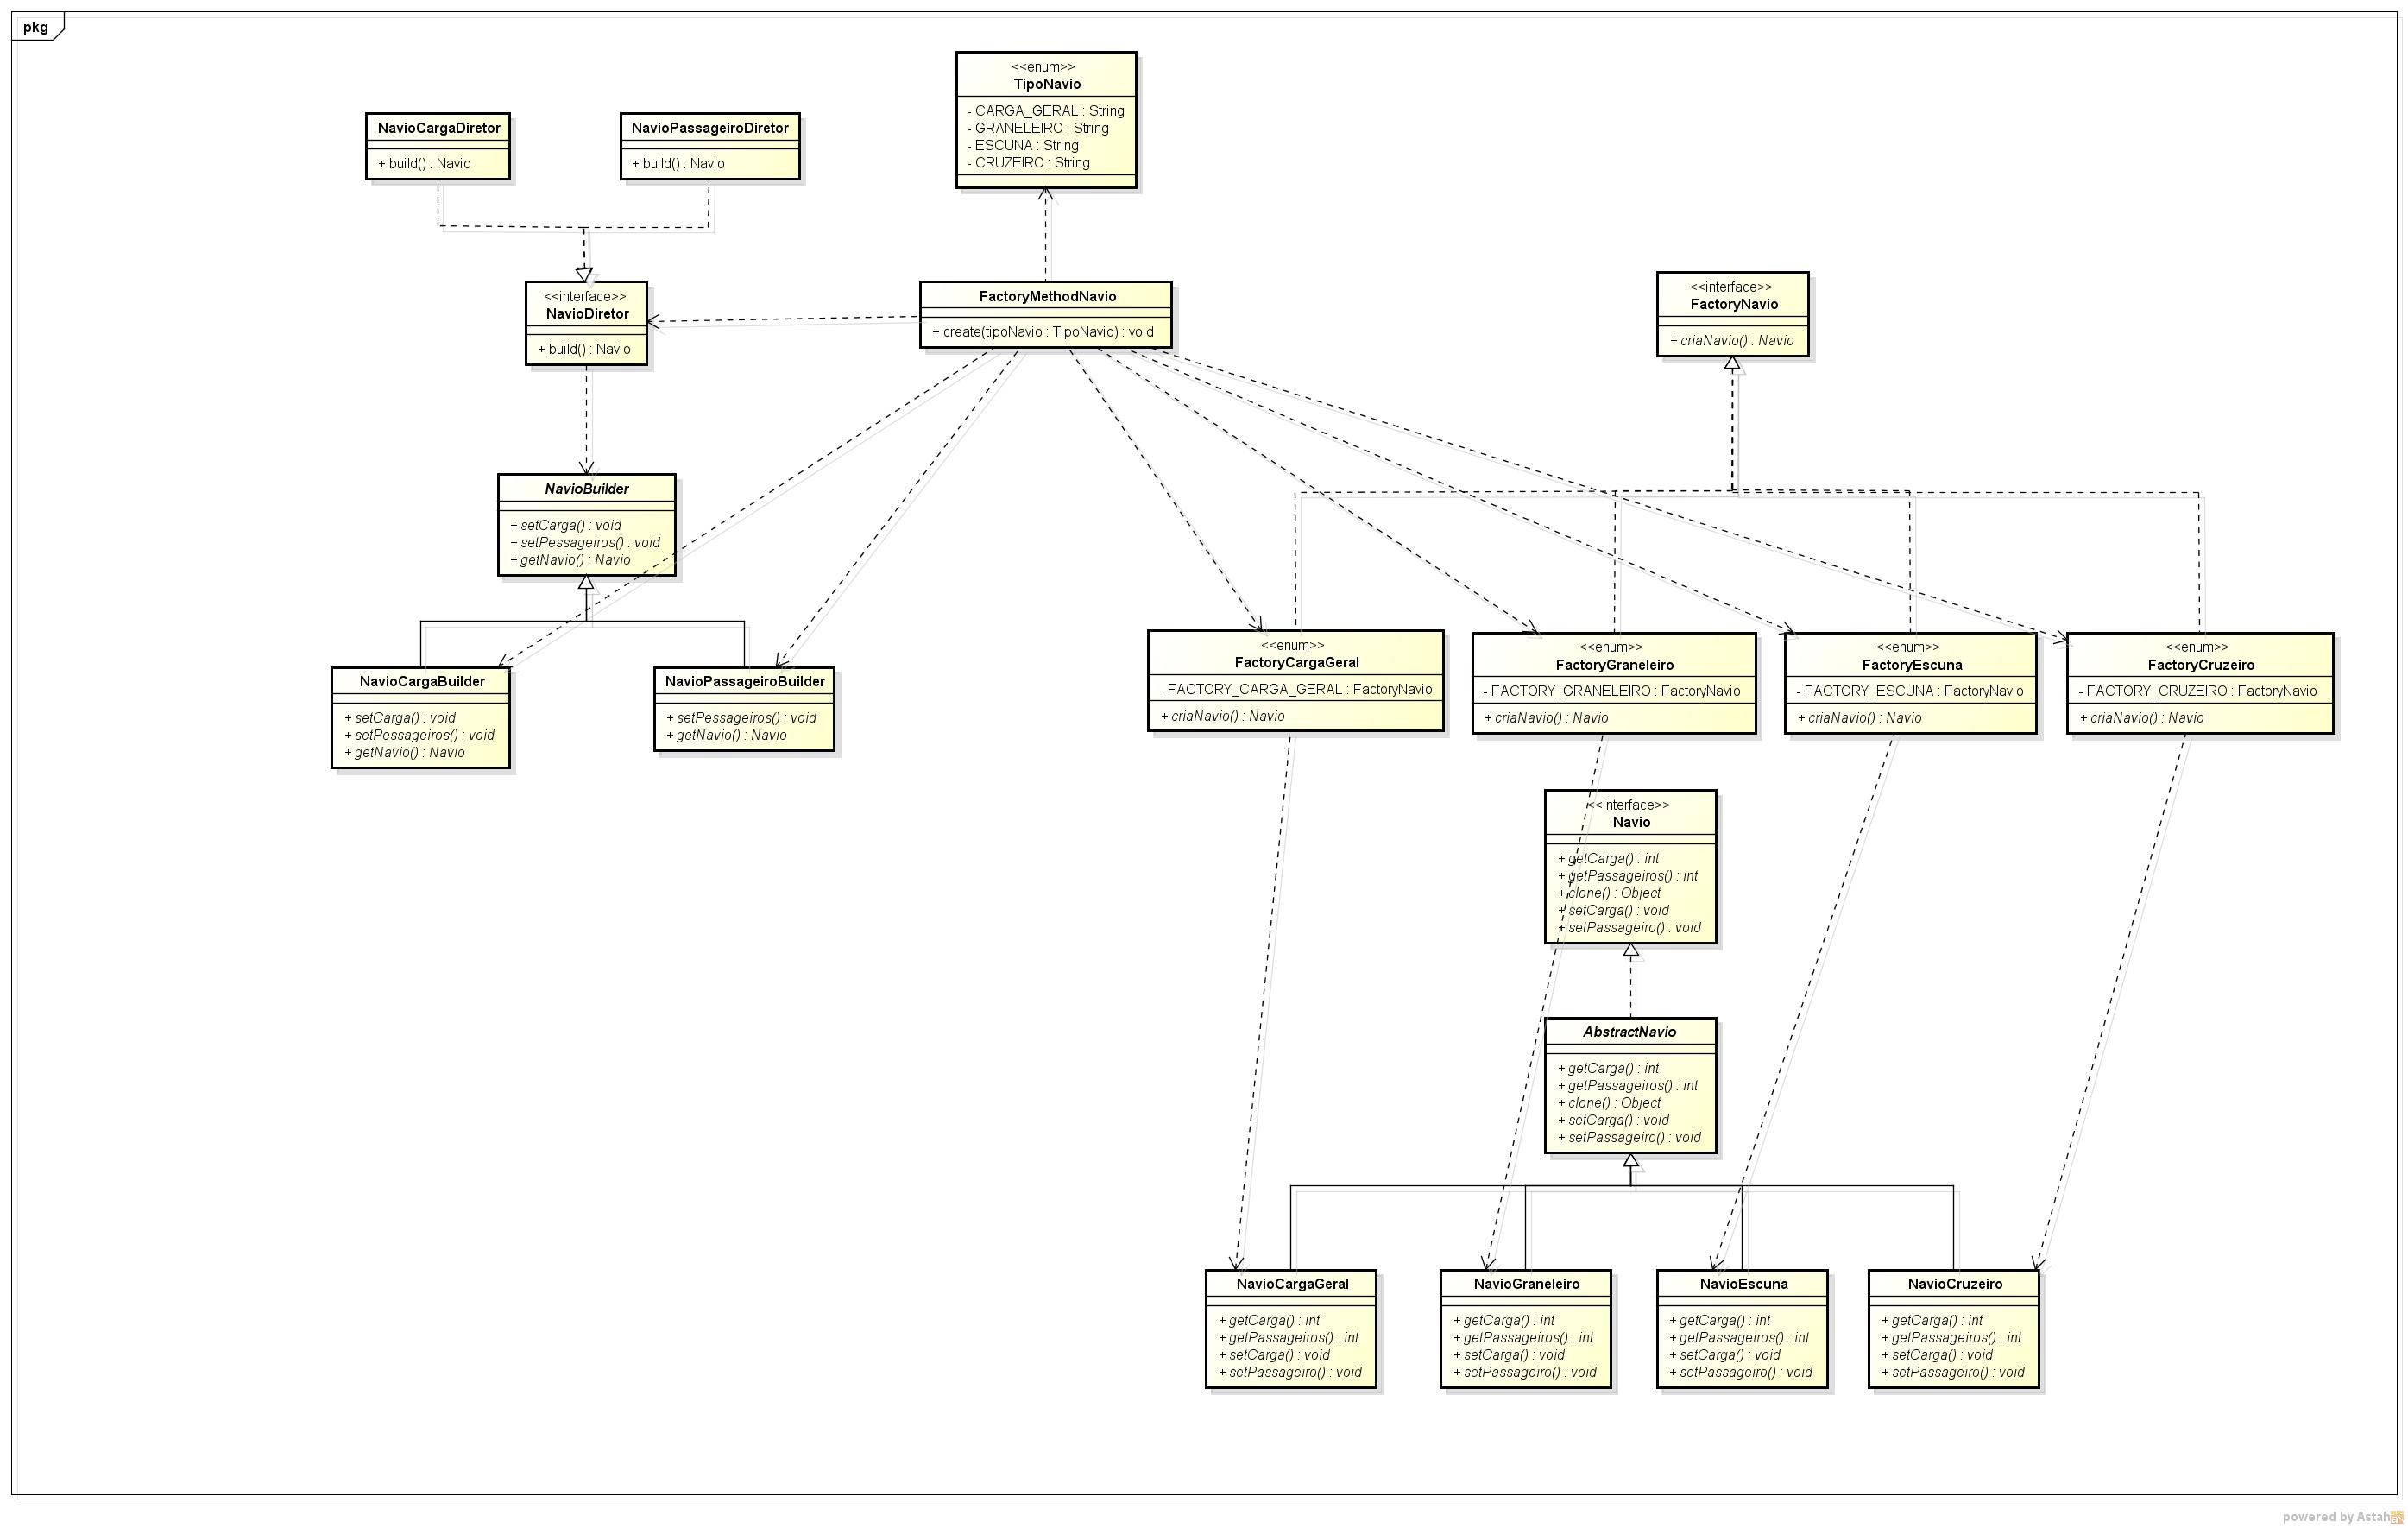 pkg
<<enum>>
TipoNavio
- CARGA_GERAL : String
- GRANELEIRO : String
- ESCUNA : String
- CRUZEIRO : String
NavioCargaDiretor
+ build() : Navio
NavioPassageiroDiretor
+ build() : Navio
<<interface>>
NavioDiretor
+ build() : Navio
FactoryMethodNavio
+ create(tipoNavio : TipoNavio) : void
<<interface>>
FactoryNavio
+ criaNavio() : Navio
NavioBuilder
+ setCarga() : void
+ setPessageiros() : void
+ getNavio() : Navio
NavioCargaBuilder
+ setCarga() : void
+ setPessageiros() : void
+ getNavio() : Navio
NavioPassageiroBuilder
+ setPessageiros() : void
+ getNavio() : Navio
<<enum>>
FactoryCargaGeral
- FACTORY_CARGA_GERAL : FactoryNavio
+ criaNavio() : Navio
<<enum>>
FactoryGraneleiro
- FACTORY_GRANELEIRO : FactoryNavio
+ criaNavio() : Navio
<<enum>>
FactoryEscuna
- FACTORY_ESCUNA : FactoryNavio
+ criaNavio() : Navio
<<enum>>
FactoryCruzeiro
- FACTORY_CRUZEIRO : FactoryNavio
+ criaNavio() : Navio
<<interface>>
Navio
+ getCarga() : int
+ getPassageiros() : int
+ clone() : Object
+ setCarga() : void
+ setPassageiro() : void
AbstractNavio
+ getCarga() : int
+ getPassageiros() : int
+ clone() : Object
+ setCarga() : void
+ setPassageiro() : void
NavioCargaGeral
+ getCarga() : int
+ getPassageiros() : int
+ setCarga() : void
+ setPassageiro() : void
NavioGraneleiro
+ getCarga() : int
+ getPassageiros() : int
+ setCarga() : void
+ setPassageiro() : void
NavioEscuna
+ getCarga() : int
+ getPassageiros() : int
+ setCarga() : void
+ setPassageiro() : void
NavioCruzeiro
+ getCarga() : int
+ getPassageiros() : int
+ setCarga() : void
+ setPassageiro() : void
powered by Astah